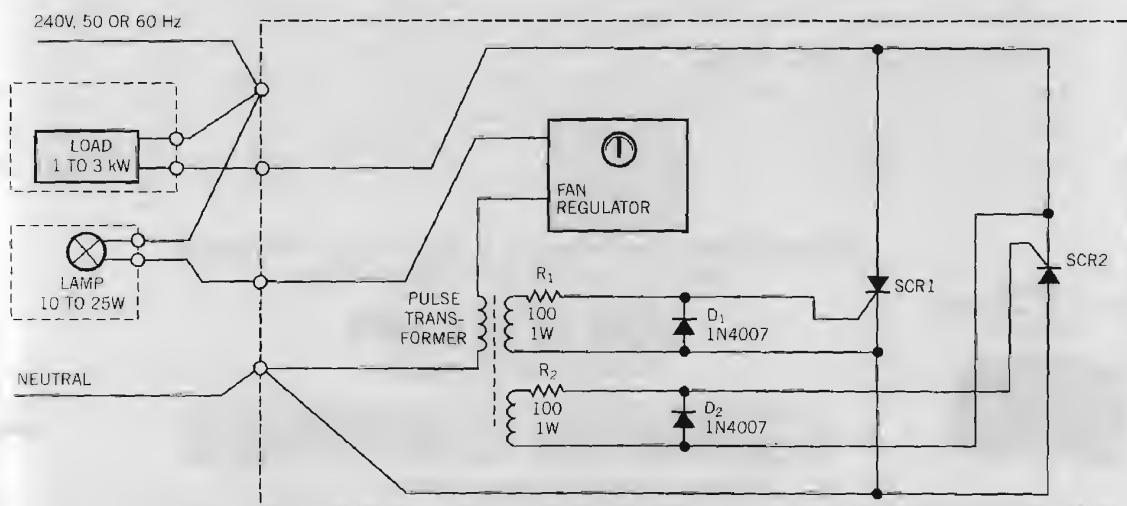 240V, 50 OR 60 Hz
LOAD
1 TO 3 kW
LAMP
10 TO 25W
NEUTRAL
FAN
REGULATOR
PULSE
TRANS-
FORMER
R1
100
1W
D1
1N4007
R2
100
1W
D2
1N4007
SCR1
SCR2